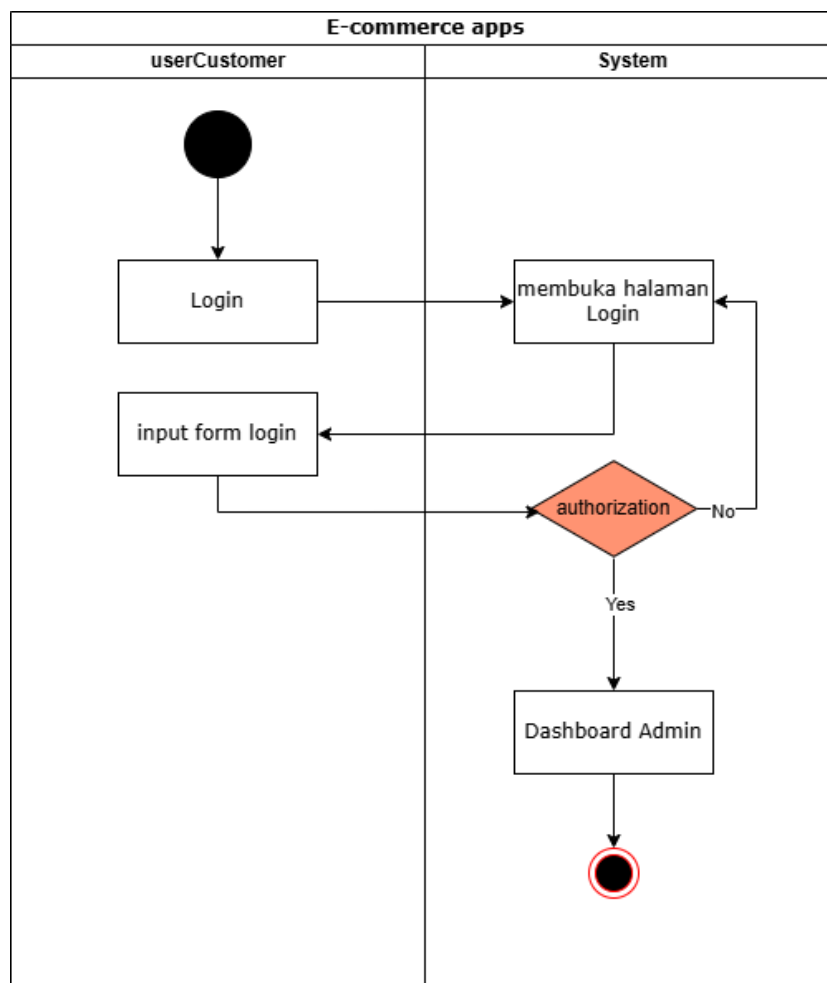 E-commerce apps
userCustomer
System
Login
membuka halaman
Login
input form login
authorization
No
Yes
Dashboard Admin